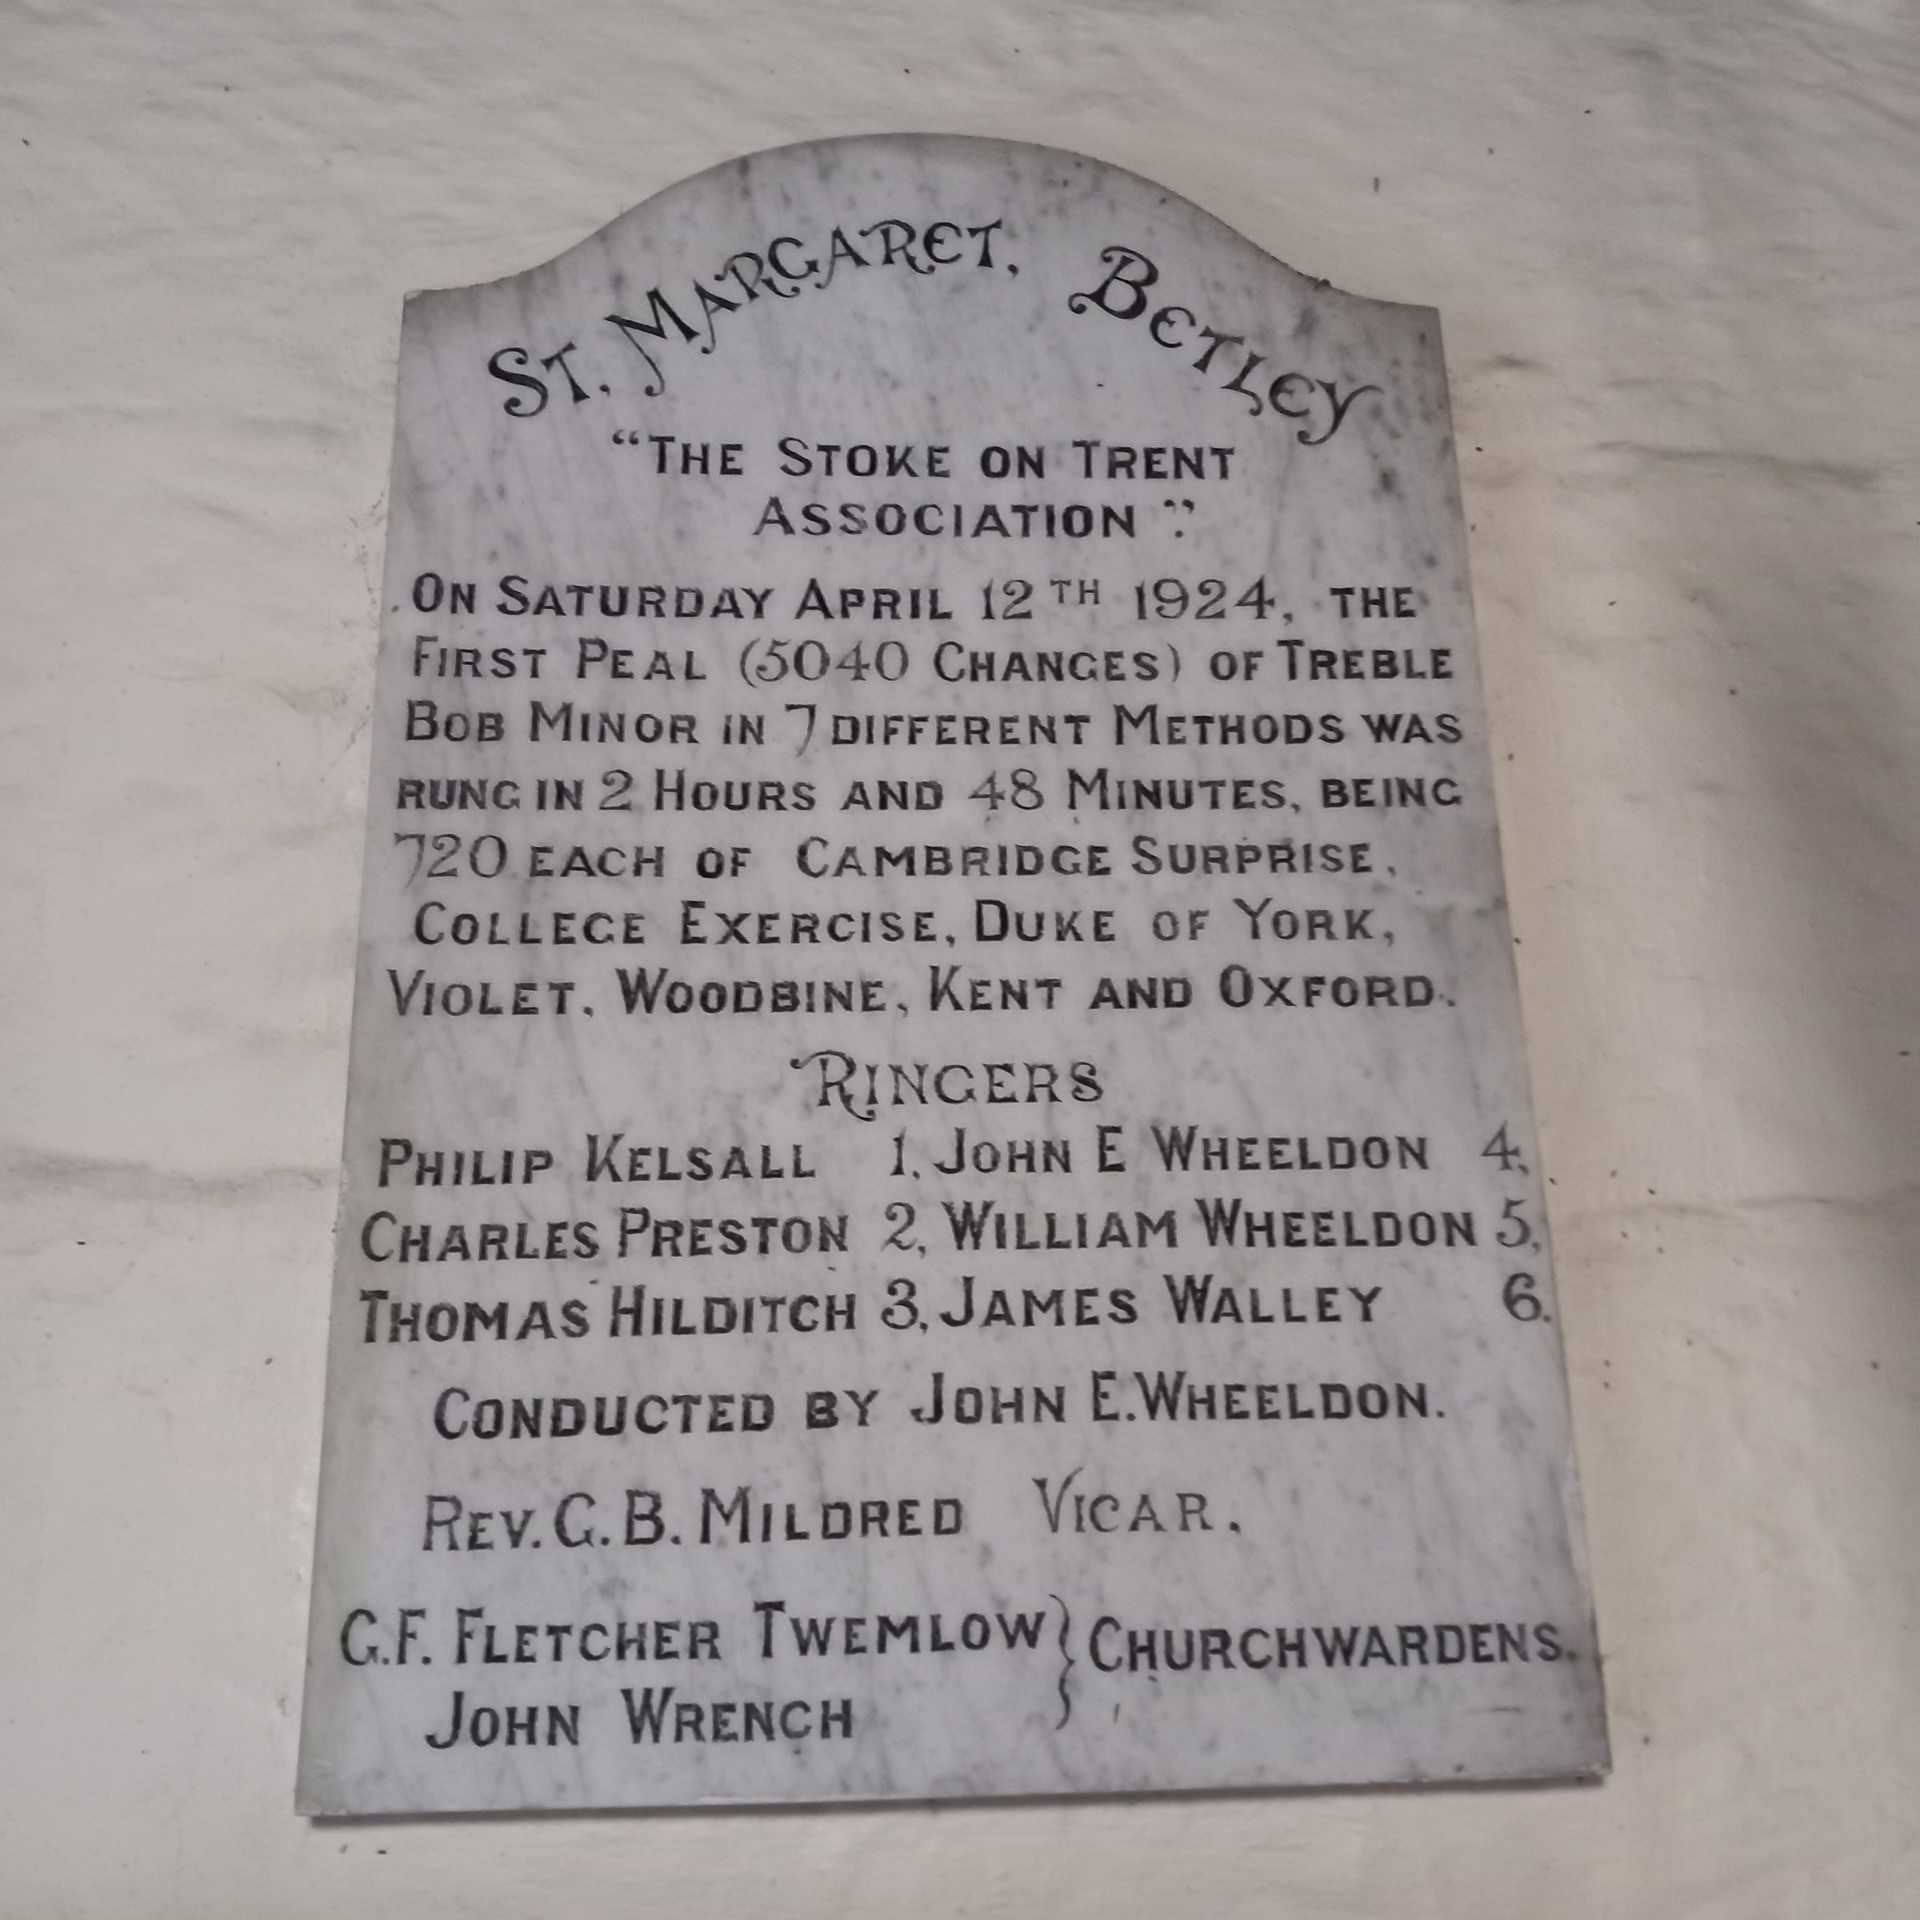 ST. MARGARET, BETLEY
"THE STOKE ON TRENT
ASSOCIATION".
ON SATURDAY APRIL 12TH 1924, THE
FIRST PEAL (5040 CHANGES) OF TREBLE
BOB MINOR IN 7 DIFFERENT METHODS WAS
RUNG IN 2 HOURS AND 48 MINUTES, BEING
720 EACH OF CAMBRIDGE SURPRISE,
COLLEGE EXERCISE, DUKE OF YORK,
VIOLET, WOODBINE, KENT AND OXFORD.
RINGERS
PHILIP KELSALL 1, JOHN E WHEELDON 4,
CHARLES PRESTON 2, WILLIAM WHEELDON 5,
THOMAS HILDITCH 3, JAMES WALLEY 6.
CONDUCTED BY JOHN E. WHEELDON.
REV. G. B. MILDRED VICAR.
G.F. FLETCHER TWEMLOW } CHURCHWARDENS.
JOHN WRENCH